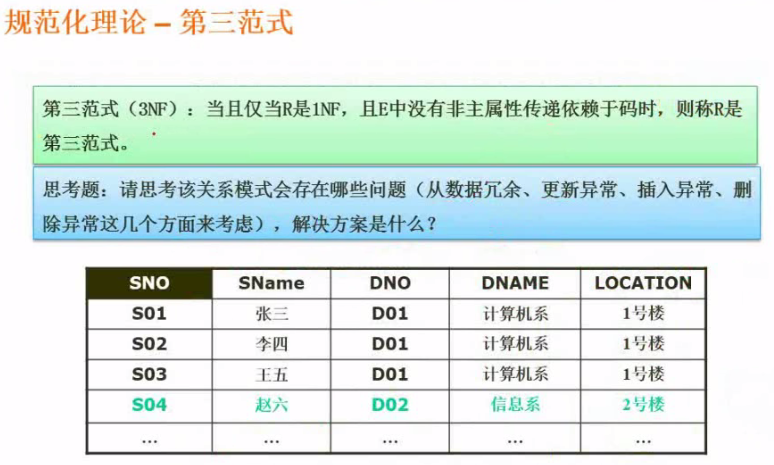 规范化理论 – 第三范式
第三范式（3NF）：当且仅当R是1NF，且E中没有非主属性传递依赖于码时，则称R是
第三范式。
思考题：请思考该关系模式会存在哪些问题（从数据冗余、更新异常、插入异常、删
除异常这几个方面来考虑），解决方案是什么？
SNO SName DNO DNAME LOCATION
S01 张三 D01 计算机系 1号楼
S02 李四 D01 计算机系 1号楼
S03 王五 D01 计算机系 1号楼
S04 赵六 D02 信息系 2号楼
... ... ... ... ...